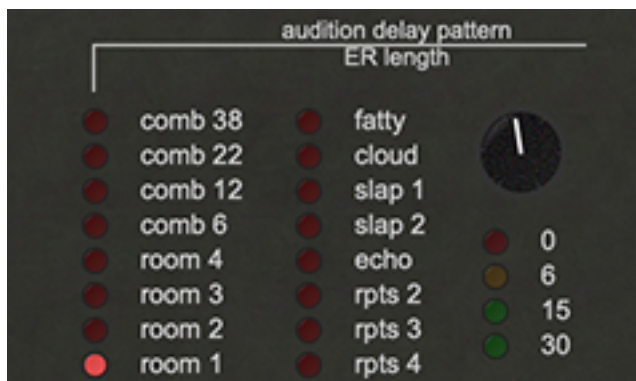 audition delay pattern
ER length
comb 38
comb 22
comb 12
comb 6
room 4
room 3
room 2
room 1
fatty
cloud
slap 1
slap 2
echo
rpts 2
rpts 3
rpts 4
0
6
15
30